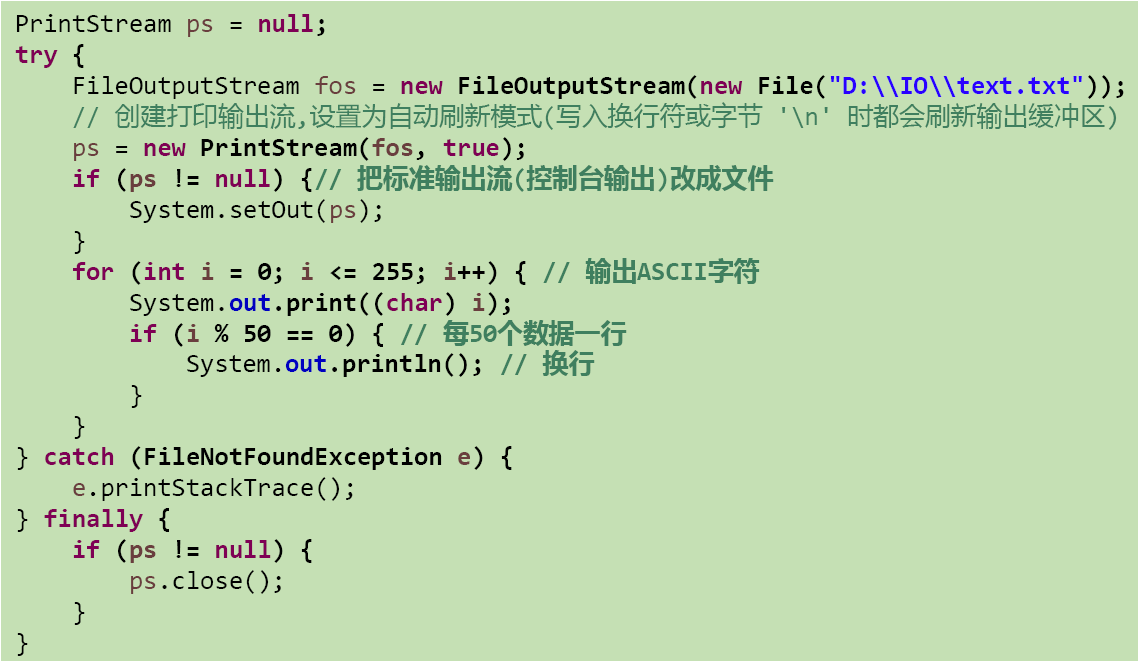 PrintStream ps = null;
try {
    FileOutputStream fos = new FileOutputStream(new File("D:\\IO\\text.txt"));
    // 创建打印输出流,设置为自动刷新模式(写入换行符或字节 '\n' 时都会刷新输出缓冲区)
    ps = new PrintStream(fos, true);
    if (ps != null) {// 把标准输出流(控制台输出)改成文件
        System.setOut(ps);
    }
    for (int i = 0; i <= 255; i++) { // 输出ASCII字符
        System.out.print((char) i);
        if (i % 50 == 0) { // 每50个数据一行
            System.out.println(); // 换行
        }
    }
} catch (FileNotFoundException e) {
    e.printStackTrace();
} finally {
    if (ps != null) {
        ps.close();
    }
}